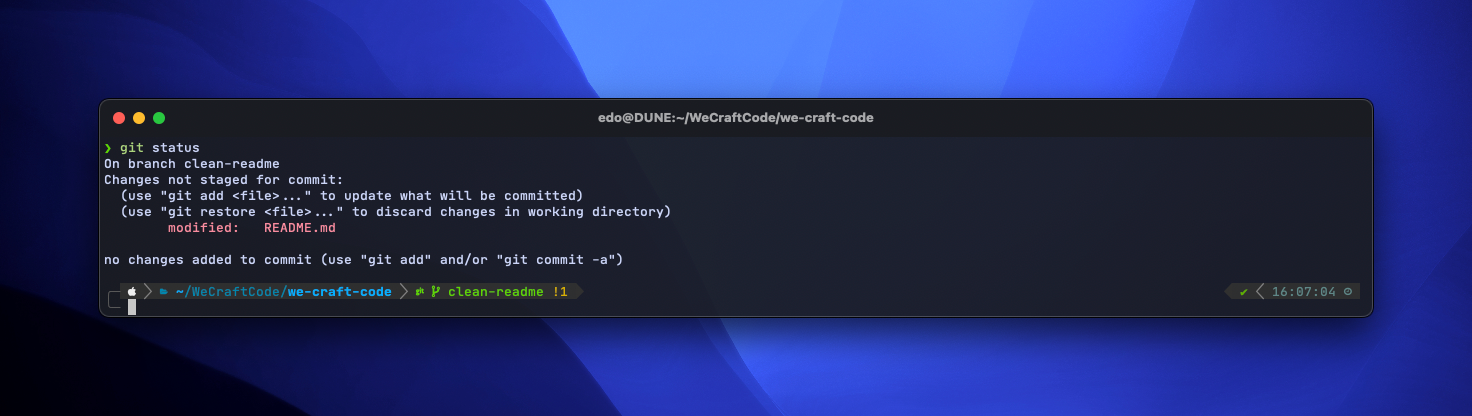 edo@DUNE:~/WeCraftCode/we-craft-code
❯ git status
On branch clean-readme
Changes not staged for commit:
  (use "git add <file>..." to update what will be committed)
  (use "git restore <file>..." to discard changes in working directory)
        modified:   README.md

no changes added to commit (use "git add" and/or "git commit -a")

~/WeCraftCode/we-craft-code git clean-readme !1 ✔ 16:07:04